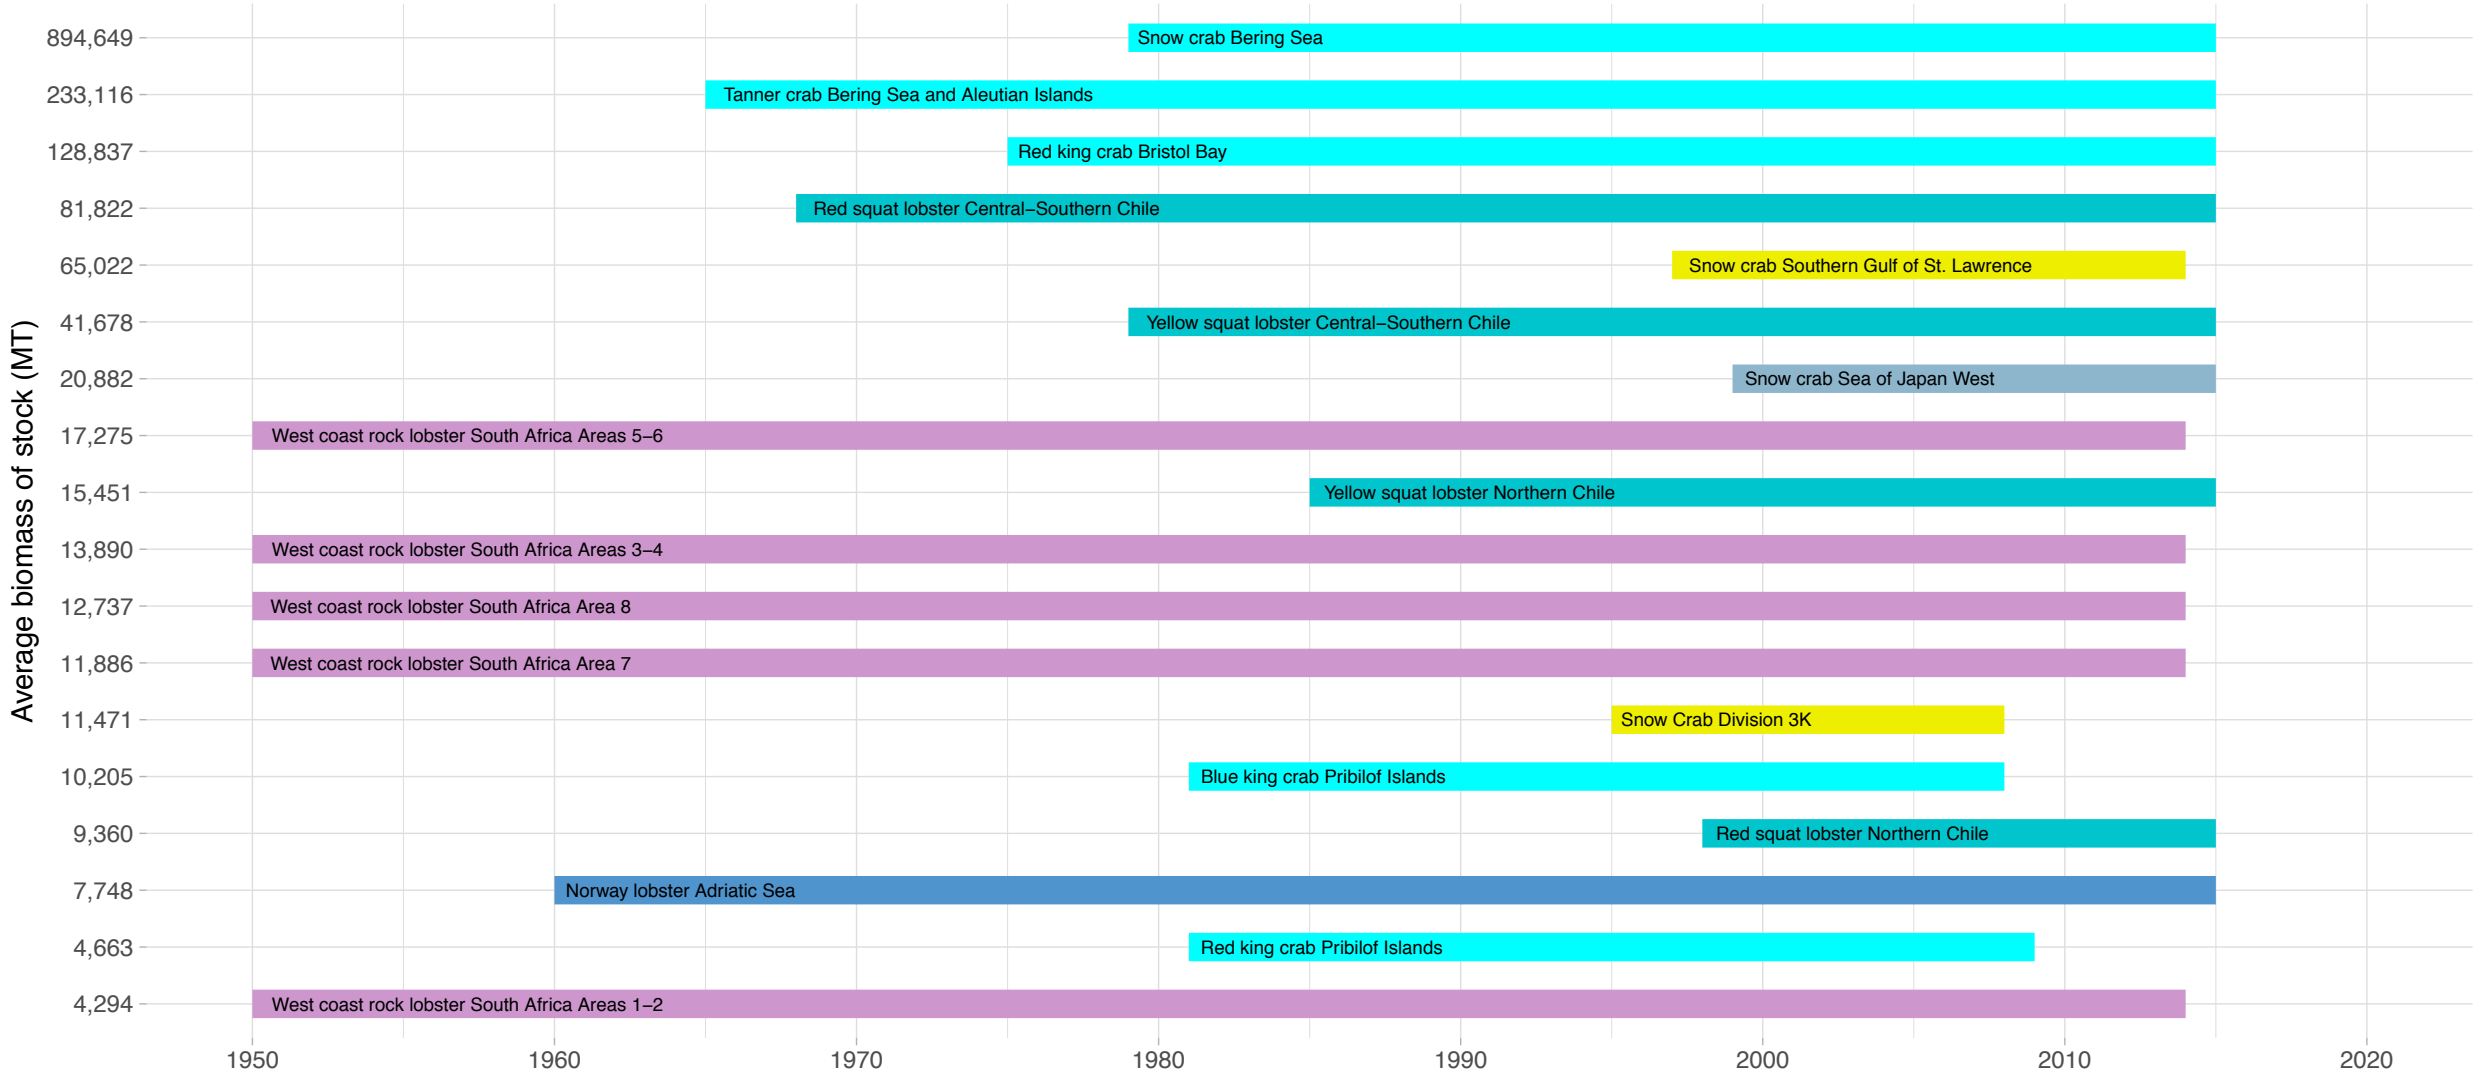 Average biomass of stock (MT)
894,649 Snow crab Bering Sea
233,116 Tanner crab Bering Sea and Aleutian Islands
128,837 Red king crab Bristol Bay
81,822 Red squat lobster Central–Southern Chile
65,022 Snow crab Southern Gulf of St. Lawrence
41,678 Yellow squat lobster Central–Southern Chile
20,882 Snow crab Sea of Japan West
17,275 West coast rock lobster South Africa Areas 5–6
15,451 Yellow squat lobster Northern Chile
13,890 West coast rock lobster South Africa Areas 3–4
12,737 West coast rock lobster South Africa Area 8
11,886 West coast rock lobster South Africa Area 7
11,471 Snow Crab Division 3K
10,205 Blue king crab Pribilof Islands
9,360 Red squat lobster Northern Chile
7,748 Norway lobster Adriatic Sea
4,663 Red king crab Pribilof Islands
4,294 West coast rock lobster South Africa Areas 1–2
1950 1960 1970 1980 1990 2000 2010 2020